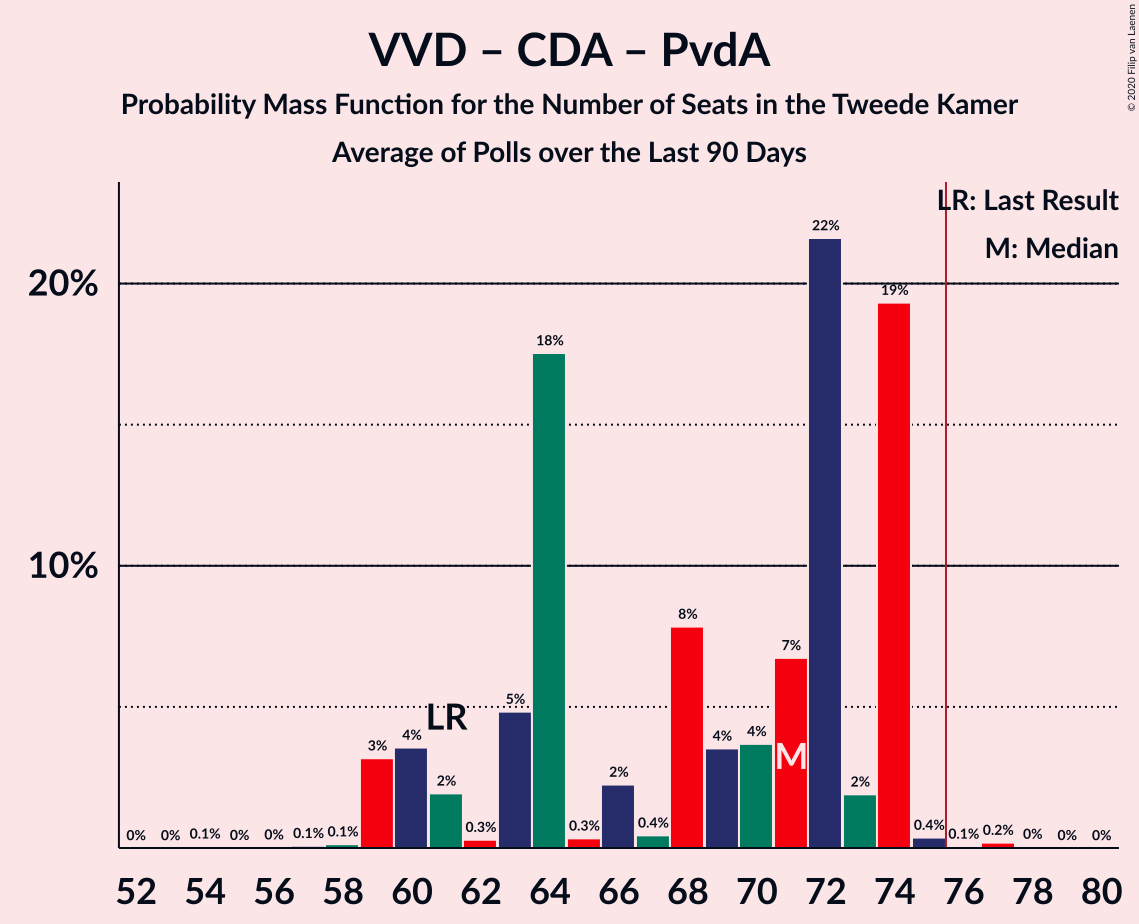 VVD – CDA – PvdA
Probability Mass Function for the Number of Seats in the Tweede Kamer
Average of Polls over the Last 90 Days
© 2020 Filip van Laenen
LR: Last Result
M: Median
20%
10%
0% 0% 0.1% 0% 0% 0.1% 0.1% 3% 4% 2% 0.3% 5% 18% 0.3% 2% 0.4% 8% 4% 4% 7% 22% 2% 19% 0.4% 0.1% 0.2% 0% 0% 0%
LR
M
52 54 56 58 60 62 64 66 68 70 72 74 76 78 80